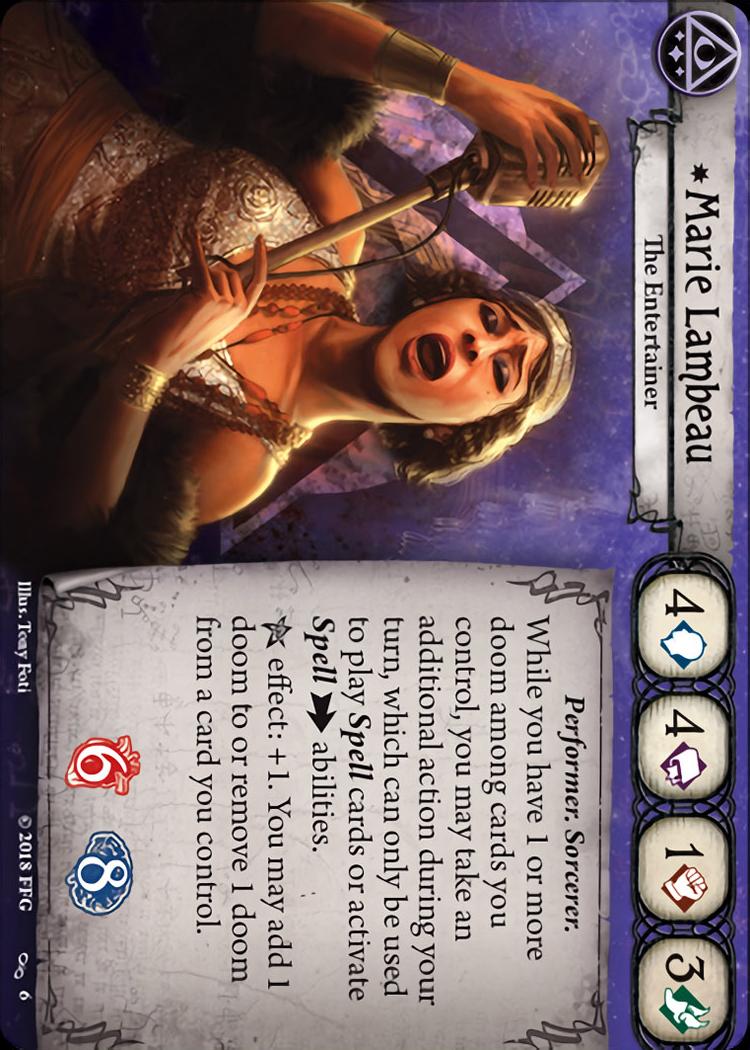 Marie Lambeau
The Entertainer
4 4 1 3
Performer. Sorcerer.
While you have 1 or more
doom among cards you
control, you may take an
additional action during your
turn, which can only be used
to play Spell cards or activate
Spell abilities.
effect: +1. You may add 1
doom to or remove 1 doom
from a card you control.
6 8
Illus. Tony Foti
© 2018 FFG
6